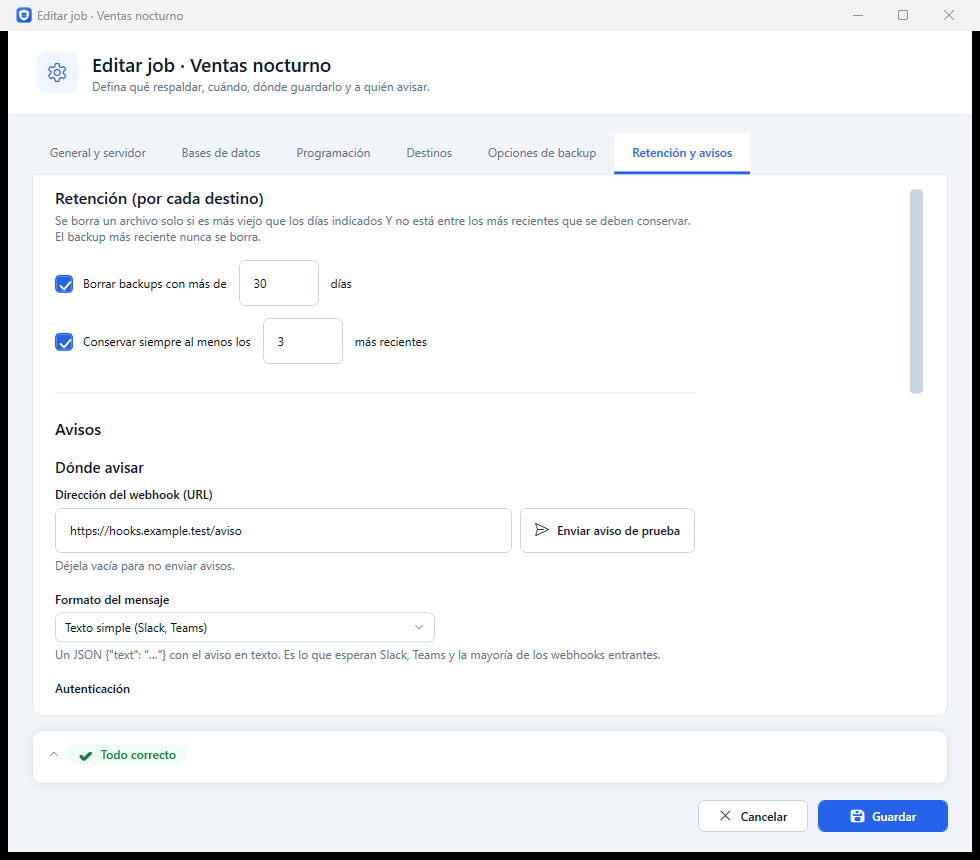 Editar job · Ventas nocturno
Editar job · Ventas nocturno
Defina qué respaldar, cuándo, dónde guardarlo y a quién avisar.
General y servidor
Bases de datos
Programación
Destinos
Opciones de backup
Retención y avisos
Retención (por cada destino)
Se borra un archivo solo si es más viejo que los días indicados Y no está entre los más recientes que se deben conservar.
El backup más reciente nunca se borra.
Borrar backups con más de 30 días
Conservar siempre al menos los 3 más recientes
Avisos
Dónde avisar
Dirección del webhook (URL)
https://hooks.example.test/aviso
Enviar aviso de prueba
Déjela vacía para no enviar avisos.
Formato del mensaje
Texto simple (Slack, Teams)
Un JSON {"text": "..."} con el aviso en texto. Es lo que esperan Slack, Teams y la mayoría de los webhooks entrantes.
Autenticación
Todo correcto
Cancelar
Guardar